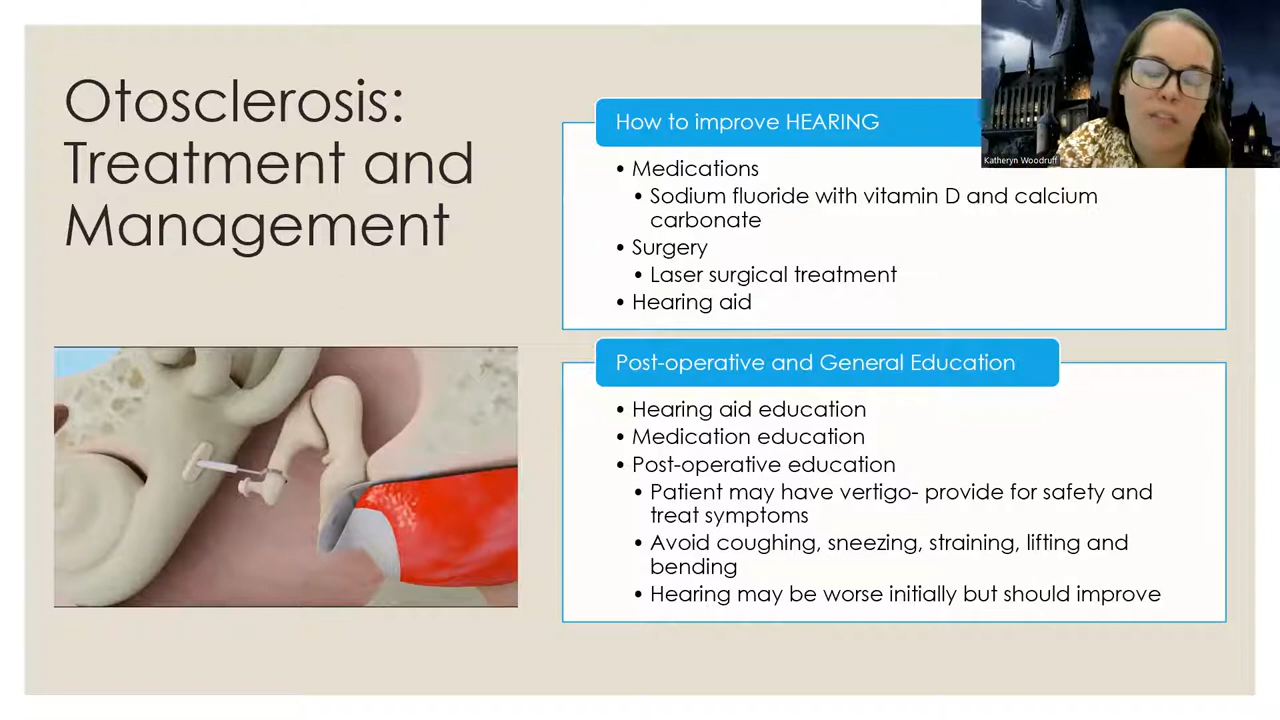 Otosclerosis:
Treatment and
Management
How to improve HEARING
• Medications
• Sodium fluoride with vitamin D and calcium
carbonate
• Surgery
• Laser surgical treatment
• Hearing aid
Post-operative and General Education
• Hearing aid education
• Medication education
• Post-operative education
• Patient may have vertigo- provide for safety and
treat symptoms
• Avoid coughing, sneezing, straining, lifting and
bending
• Hearing may be worse initially but should improve
Katheryn Woodruff